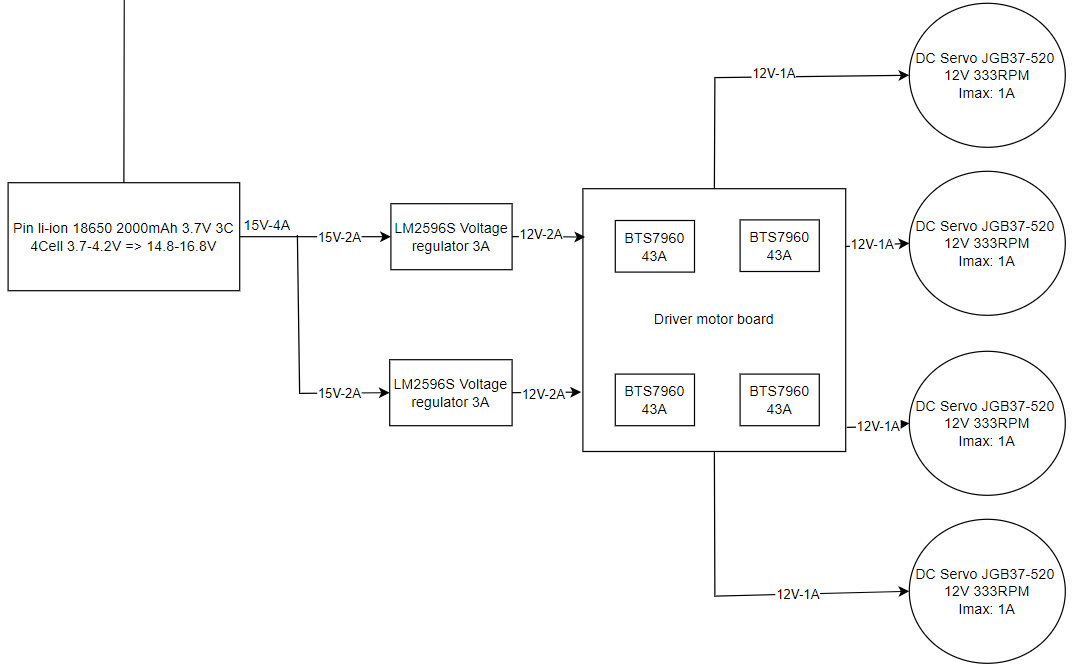 Pin li-ion 18650 2000mAh 3.7V 3C
4Cell 3.7-4.2V => 14.8-16.8V
15V-4A
15V-2A
LM2596S Voltage
regulator 3A
12V-2A
15V-2A
LM2596S Voltage
regulator 3A
12V-2A
BTS7960
43A
BTS7960
43A
Driver motor board
BTS7960
43A
BTS7960
43A
12V-1A
DC Servo JGB37-520
12V 333RPM
Imax: 1A
12V-1A
DC Servo JGB37-520
12V 333RPM
Imax: 1A
12V-1A
DC Servo JGB37-520
12V 333RPM
Imax: 1A
12V-1A
DC Servo JGB37-520
12V 333RPM
Imax: 1A